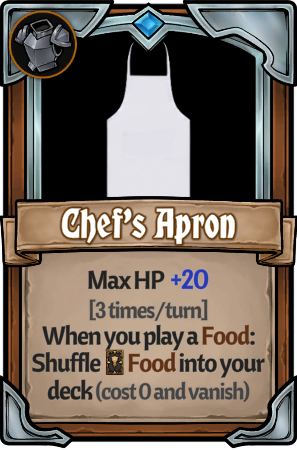 Chef's Apron
Max HP +20
[3 times/turn]
When you play a Food:
Shuffle Food into your
deck (cost 0 and vanish)